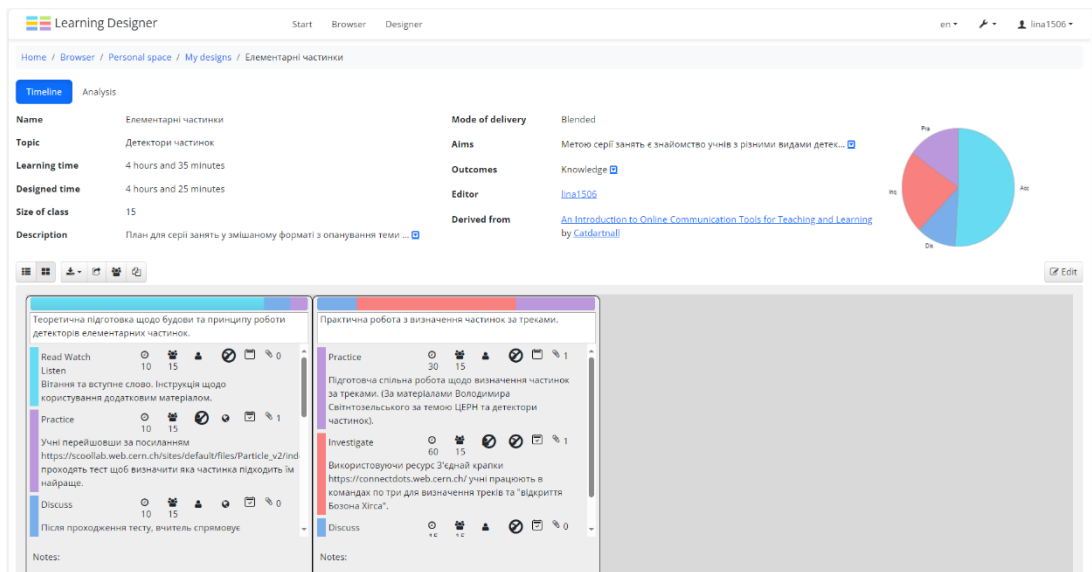 Learning Designer
Start Browser Designer
en
lina1506
Home / Browser / Personal space / My designs / Елементарні частинки
Timeline Analysis
Name Елементарні частинки
Topic Детектори частинок
Learning time 4 hours and 35 minutes
Designed time 4 hours and 25 minutes
Size of class 15
Description План для серії занять у змішаному форматі з опанування теми ...
Mode of delivery Blended
Aims Метою серії занять є знайомство учнів з різними видами детек...
Outcomes Knowledge
Editor lina1506
Derived from An Introduction to Online Communication Tools for Teaching and Learning
by Catdartnall
Pra
Inq
Acq
Dis
Edit
Теоретична підготовка щодо будови та принципу роботи
детекторів елементарних частинок.
Read Watch
Listen
10 15 0
Вітання та вступне слово. Інструкція щодо
користування додатковим матеріалом.
Practice
10 15 1
Учні перейшовши за посиланням
https://scoollab.web.cern.ch/sites/default/files/Particle_v2/ind
проходять тест щоб визначити яка частинка підходить їм
найраще.
Discuss
10 15 0
Після проходження тесту, вчитель спрямовує
Notes:
Практична робота з визначення частинок за треками.
Practice
30 15 1
Підготовча спільна робота щодо визначення частинок
за треками. (За матеріалами Володимира
Світнтозельського за темою ЦЕРН та детектори
частинок).
Investigate
60 15 1
Використовуючи ресурс З'єднай крапки
https://connectdots.web.cern.ch/ учні працюють в
командах по три для визначення треків та "відкриття
Бозона Хігса".
Discuss
15 15 0
Notes: